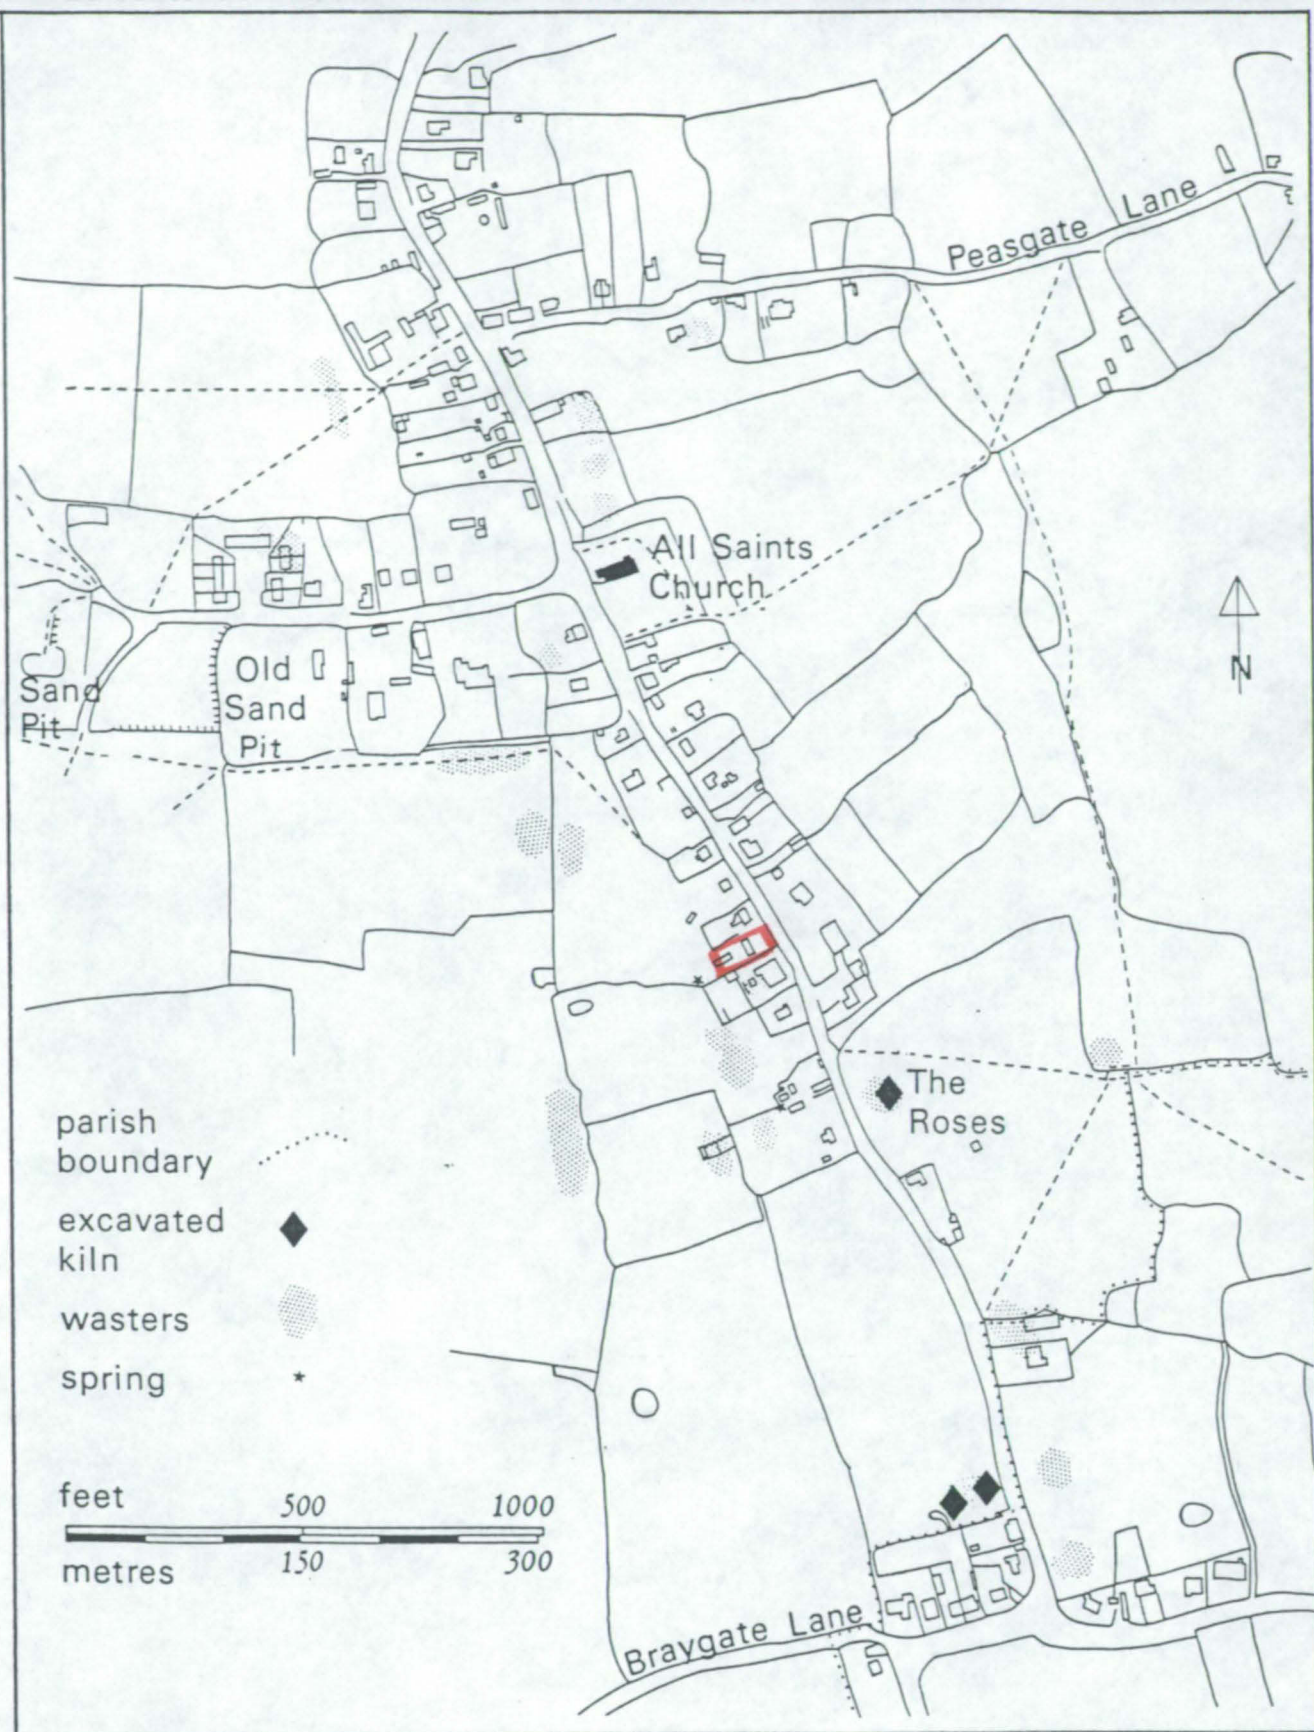 Peasgate Lane
All Saints
Church
N
Sand
Pit
Old
Sand
Pit
The
Roses
parish
boundary
excavated
kiln
wasters
spring
feet 500 1000
metres 150 300
Braygate Lane